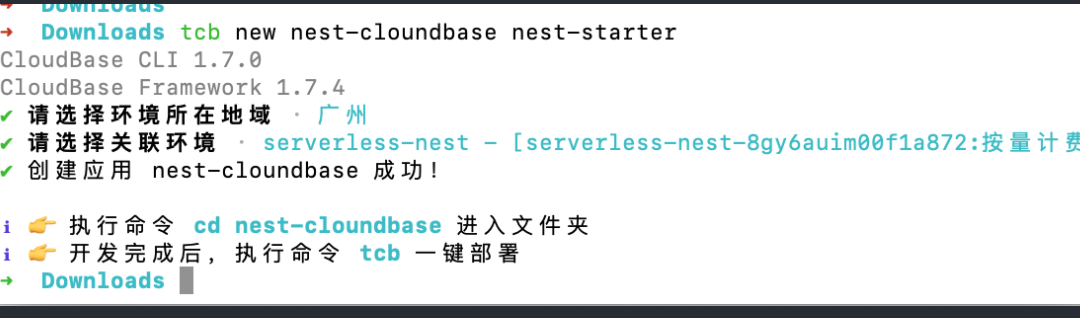 ➜ Downloads
➜ Downloads tcb new nest-cloundbase nest-starter
CloudBase CLI 1.7.0
CloudBase Framework 1.7.4
✔ 请选择环境所在地域 · 广州
✔ 请选择关联环境 · serverless-nest - [serverless-nest-8gy6auim00f1a872:按量计费
✔ 创建应用 nest-cloundbase 成功!
ℹ 👉 执行命令 cd nest-cloundbase 进入文件夹
ℹ 👉 开发完成后, 执行命令 tcb 一键部署
➜ Downloads